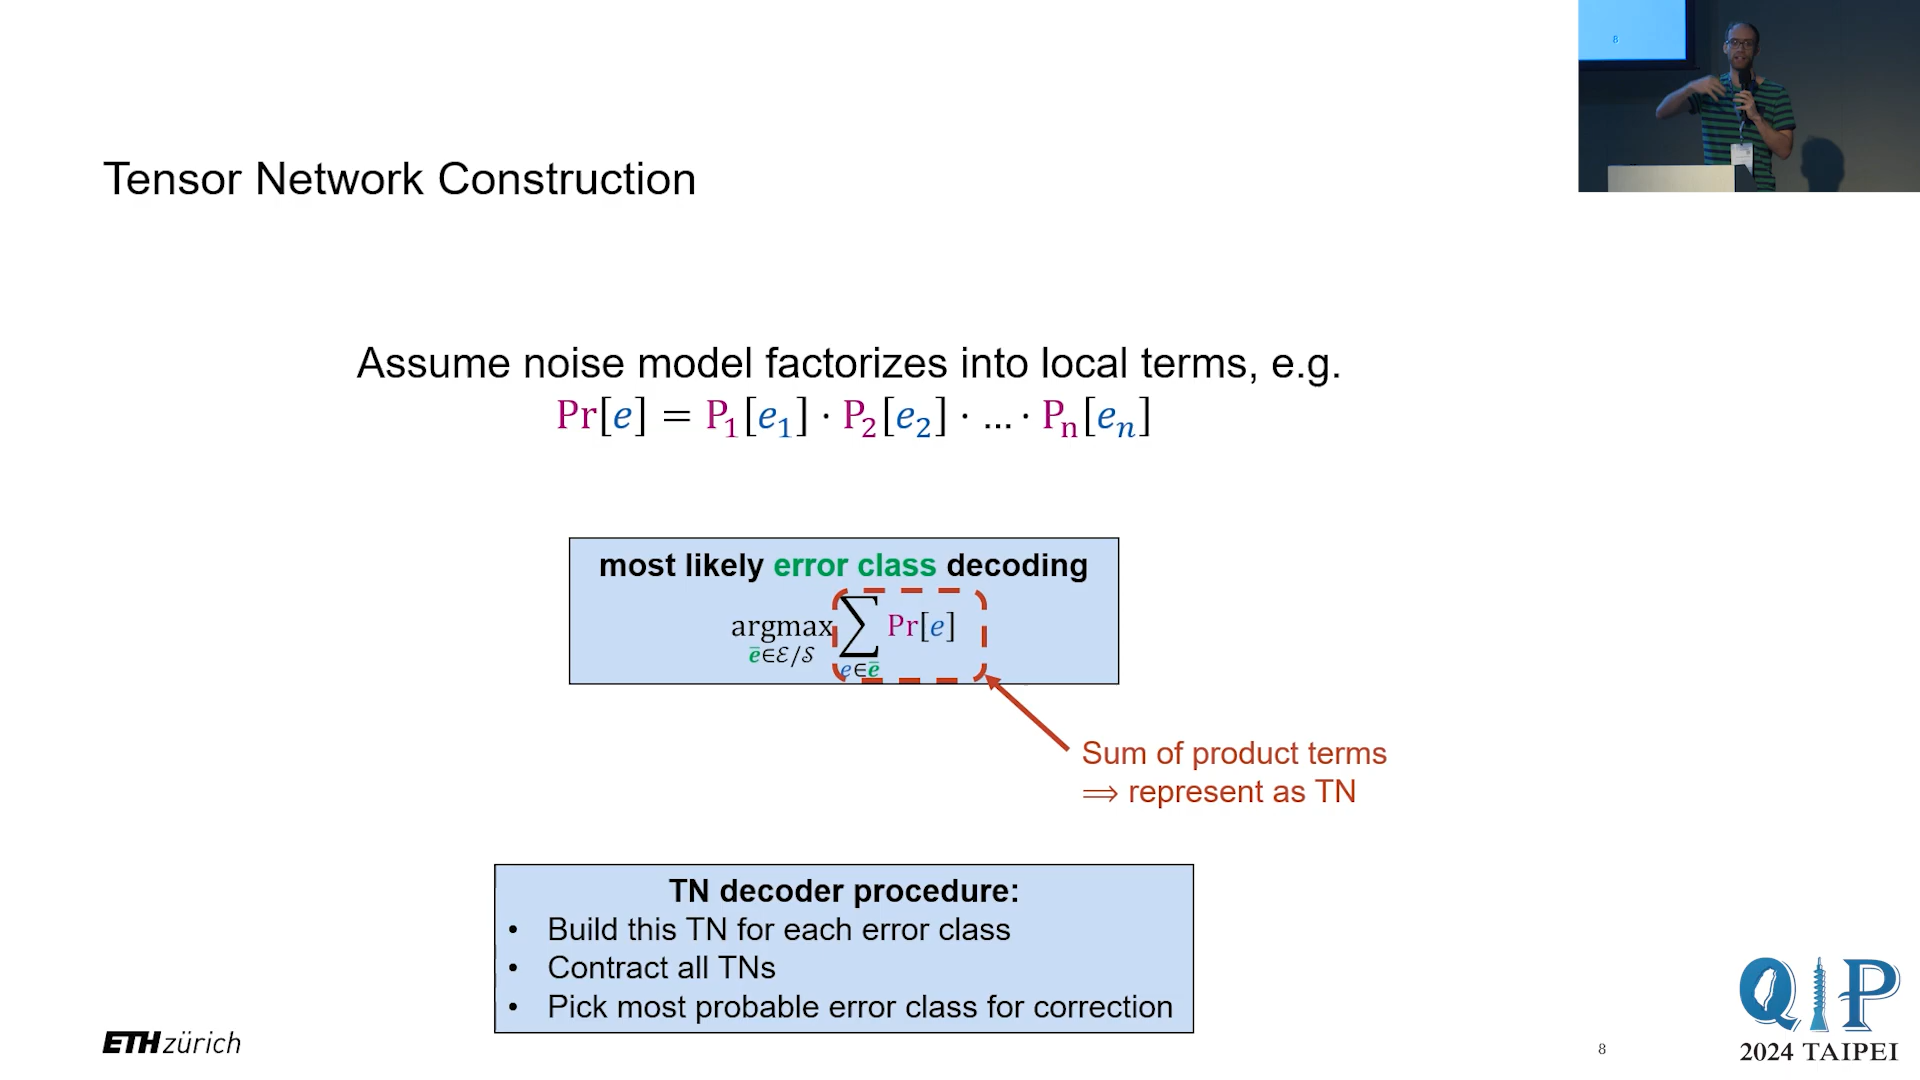 8
Tensor Network Construction
Assume noise model factorizes into local terms, e.g.
Pr[e] = P₁[e₁] · P₂[e₂] · … · Pₙ[eₙ]
most likely error class decoding
argmax ∑ Pr[e]
ē∈ℰ/𝒮 e∈ē
Sum of product terms
⟹ represent as TN
TN decoder procedure:
• Build this TN for each error class
• Contract all TNs
• Pick most probable error class for correction
ETH zürich
8
QIP
2024 TAIPEI